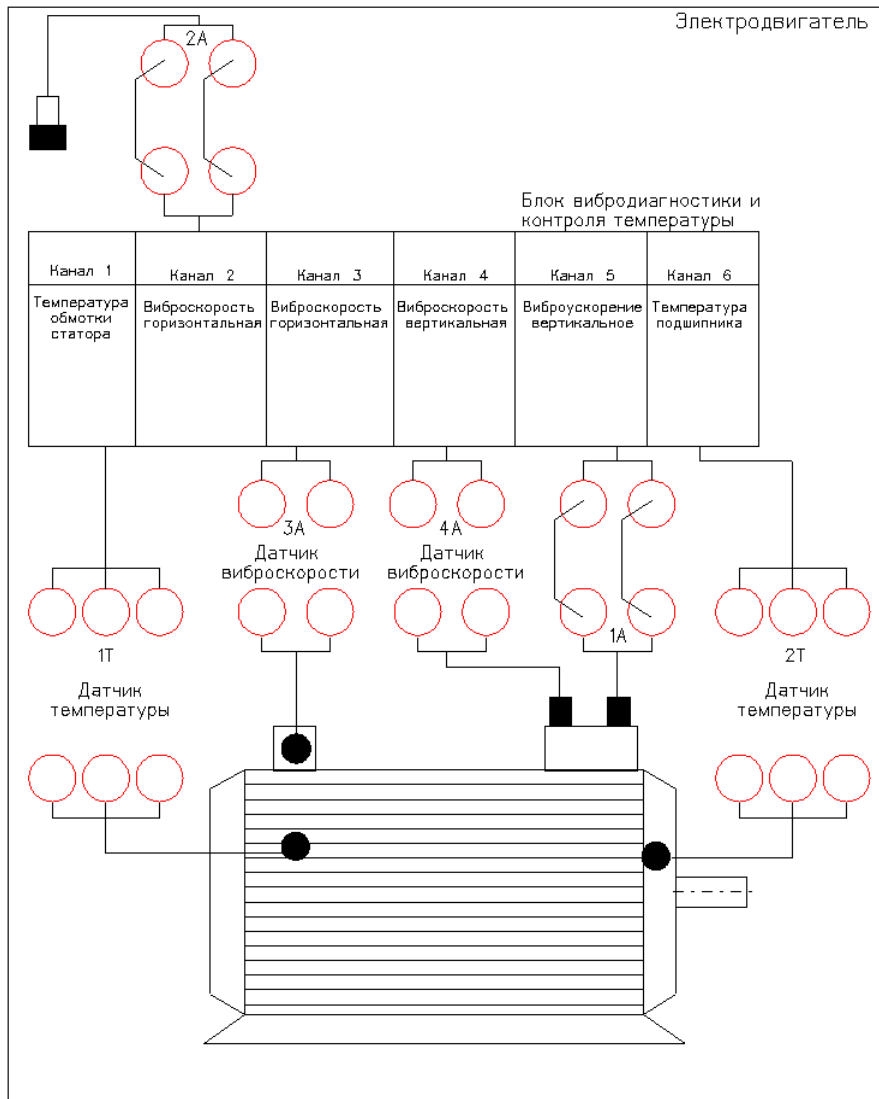 Электродвигатель
2А
Блок вибродиагностики и
контроля температуры
Канал 1
Канал 2
Канал 3
Канал 4
Канал 5
Канал 6
Температура
обмотки
статора
Виброскорость
горизонтальная
Виброскорость
горизонтальная
Виброскорость
вертикальная
Виброускорение
вертикальное
Температура
подшипника
3А
Датчик
виброскорости
4А
Датчик
виброскорости
1А
1Т
Датчик
температуры
2Т
Датчик
температуры